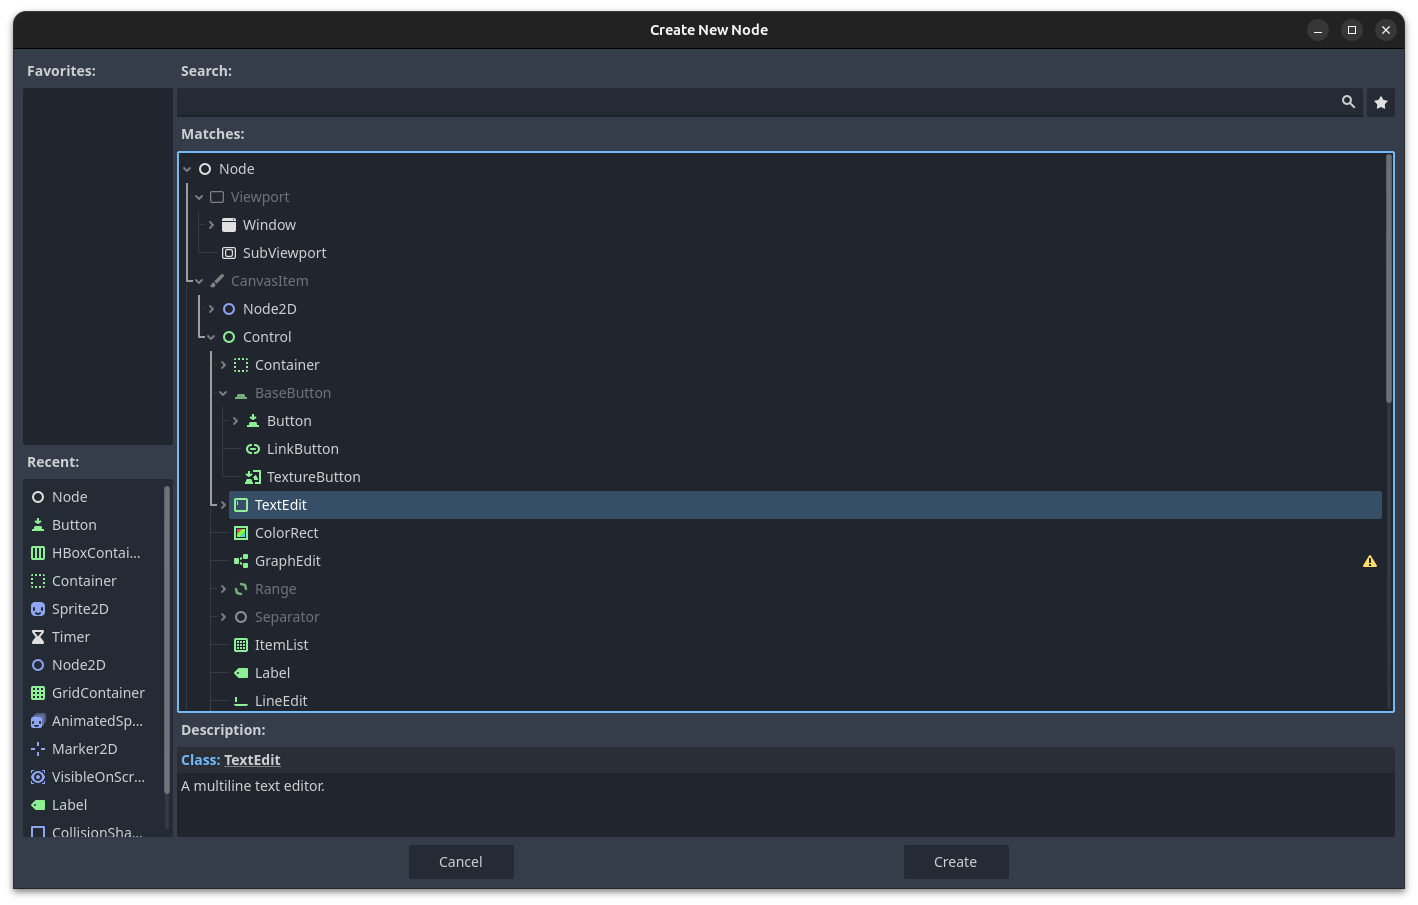 Create New Node
Favorites:
Search:
Matches:
Node
Viewport
Window
SubViewport
CanvasItem
Node2D
Control
Container
BaseButton
Button
LinkButton
TextureButton
TextEdit
ColorRect
GraphEdit
Range
Separator
ItemList
Label
LineEdit
Recent:
Node
Button
HBoxContai...
Container
Sprite2D
Timer
Node2D
GridContainer
AnimatedSp...
Marker2D
VisibleOnScr...
Label
CollisionSha...
Description:
Class: TextEdit
A multiline text editor.
Cancel
Create